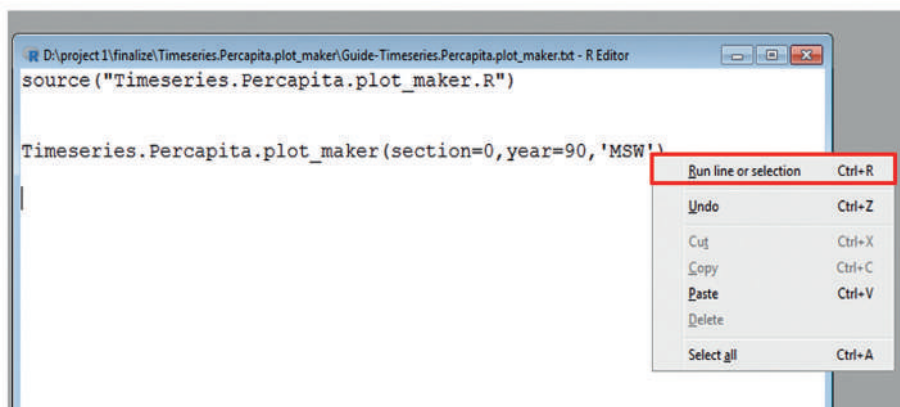 D:\project 1\finalize\Timeseries.Percapita.plot_maker\Guide-Timeseries.Percapita.plot_maker.txt - R Editor
source("Timeseries.Percapita.plot_maker.R")
Timeseries.Percapita.plot_maker(section=0,year=90,'MSW')
Run line or selection Ctrl+R
Undo Ctrl+Z
Cut Ctrl+X
Copy Ctrl+C
Paste Ctrl+V
Delete
Select all Ctrl+A